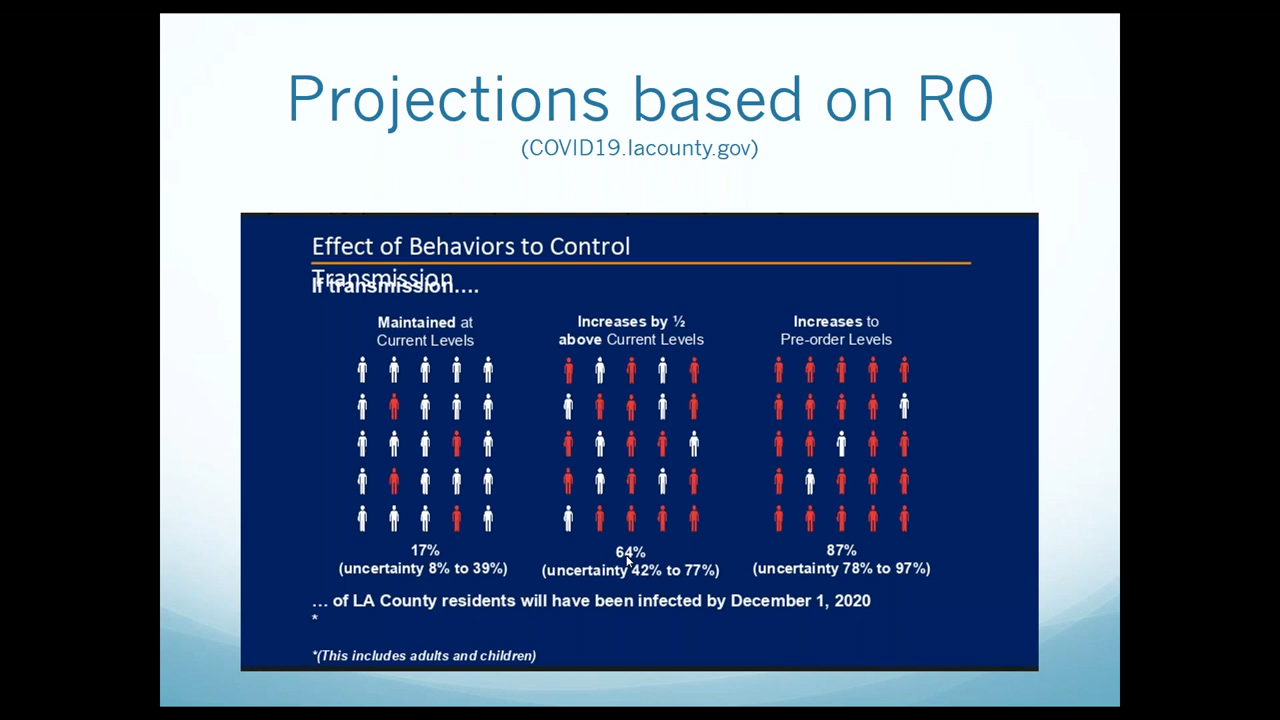 Projections based on R0
(COVID19.lacounty.gov)
Effect of Behaviors to Control
Transmission
If transmission....
Maintained at
Current Levels
Increases by ½
above Current Levels
Increases to
Pre-order Levels
17%
(uncertainty 8% to 39%)
64%
(uncertainty 42% to 77%)
87%
(uncertainty 78% to 97%)
... of LA County residents will have been infected by December 1, 2020
*
*(This includes adults and children)